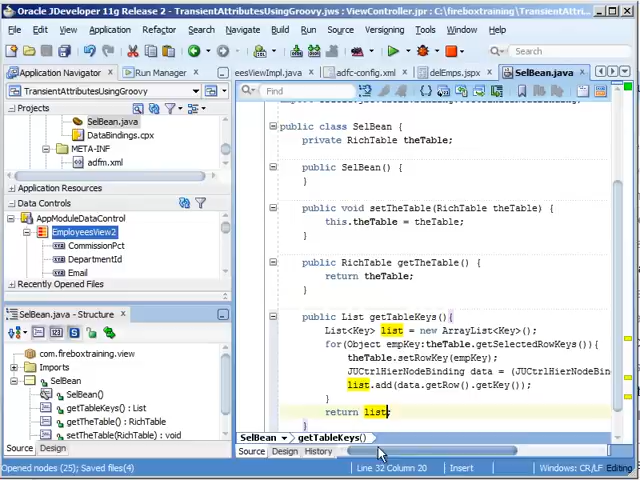 Oracle JDeveloper 11g Release 2 - TransientAttributesUsingGroovy.jws : ViewController.jpr : C:\fireboxtraining\TransientAttri...
File Edit View Application Refactor Search Navigate Build Run Source Versioning Tools Window Help
Search
Application Navigator
Run Manager
eesViewImpl.java
adfc-config.xml
delEmps.jspx
SelBean.java
TransientAttributesUsingGroovy
Find
Projects
SelBean.java
DataBindings.cpx
META-INF
adfm.xml
Application Resources
Data Controls
AppModuleDataControl
EmployeesView2
CommissionPct
DepartmentId
Email
Recently Opened Files
public class SelBean {
private RichTable theTable;
public SelBean() {
}
public void setTheTable(RichTable theTable) {
this.theTable = theTable;
}
public RichTable getTheTable() {
return theTable;
}
public List getTableKeys(){
List<Key> list = new ArrayList<Key>();
for(Object empKey:theTable.getSelectedRowKeys()){
theTable.setRowKey(empKey);
JUCtrlHierNodeBinding data = (JUCtrlHierNodeBin
list.add(data.getRow().getKey());
}
return list;
}
SelBean.java - Structure
com.fireboxtraining.view
Imports
SelBean
SelBean()
getTableKeys() : List
getTheTable() : RichTable
setTheTable(RichTable) : void
Source Design
SelBean getTableKeys()
Source Design History
Opened nodes (25); Saved files(4)
Line 32 Column 20
Insert
Windows: CR/LF
Editing